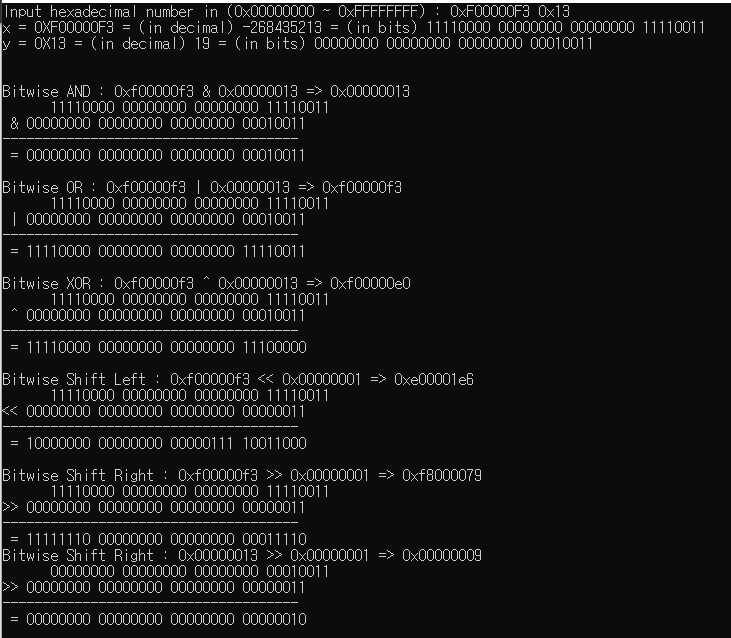 Input hexadecimal number in (0x00000000 ~ 0xFFFFFFFF) : 0xF00000F3 0x13
x = 0XF00000F3 = (in decimal) -268435213 = (in bits) 11110000 00000000 00000000 11110011
y = 0X13 = (in decimal) 19 = (in bits) 00000000 00000000 00000000 00010011
Bitwise AND : 0xf00000f3 & 0x00000013 => 0x00000013
11110000 00000000 00000000 11110011
& 00000000 00000000 00000000 00010011
-------------------------------------
= 00000000 00000000 00000000 00010011
Bitwise OR : 0xf00000f3 | 0x00000013 => 0xf00000f3
11110000 00000000 00000000 11110011
| 00000000 00000000 00000000 00010011
-------------------------------------
= 11110000 00000000 00000000 11110011
Bitwise XOR : 0xf00000f3 ^ 0x00000013 => 0xf00000e0
11110000 00000000 00000000 11110011
^ 00000000 00000000 00000000 00010011
-------------------------------------
= 11110000 00000000 00000000 11100000
Bitwise Shift Left : 0xf00000f3 << 0x00000001 => 0xe00001e6
11110000 00000000 00000000 11110011
<< 00000000 00000000 00000000 00000011
-------------------------------------
= 10000000 00000000 00000111 10011000
Bitwise Shift Right : 0xf00000f3 >> 0x00000001 => 0xf8000079
11110000 00000000 00000000 11110011
>> 00000000 00000000 00000000 00000011
-------------------------------------
= 11111110 00000000 00000000 00011110
Bitwise Shift Right : 0x00000013 >> 0x00000001 => 0x00000009
00000000 00000000 00000000 00010011
>> 00000000 00000000 00000000 00000011
-------------------------------------
= 00000000 00000000 00000000 00000010